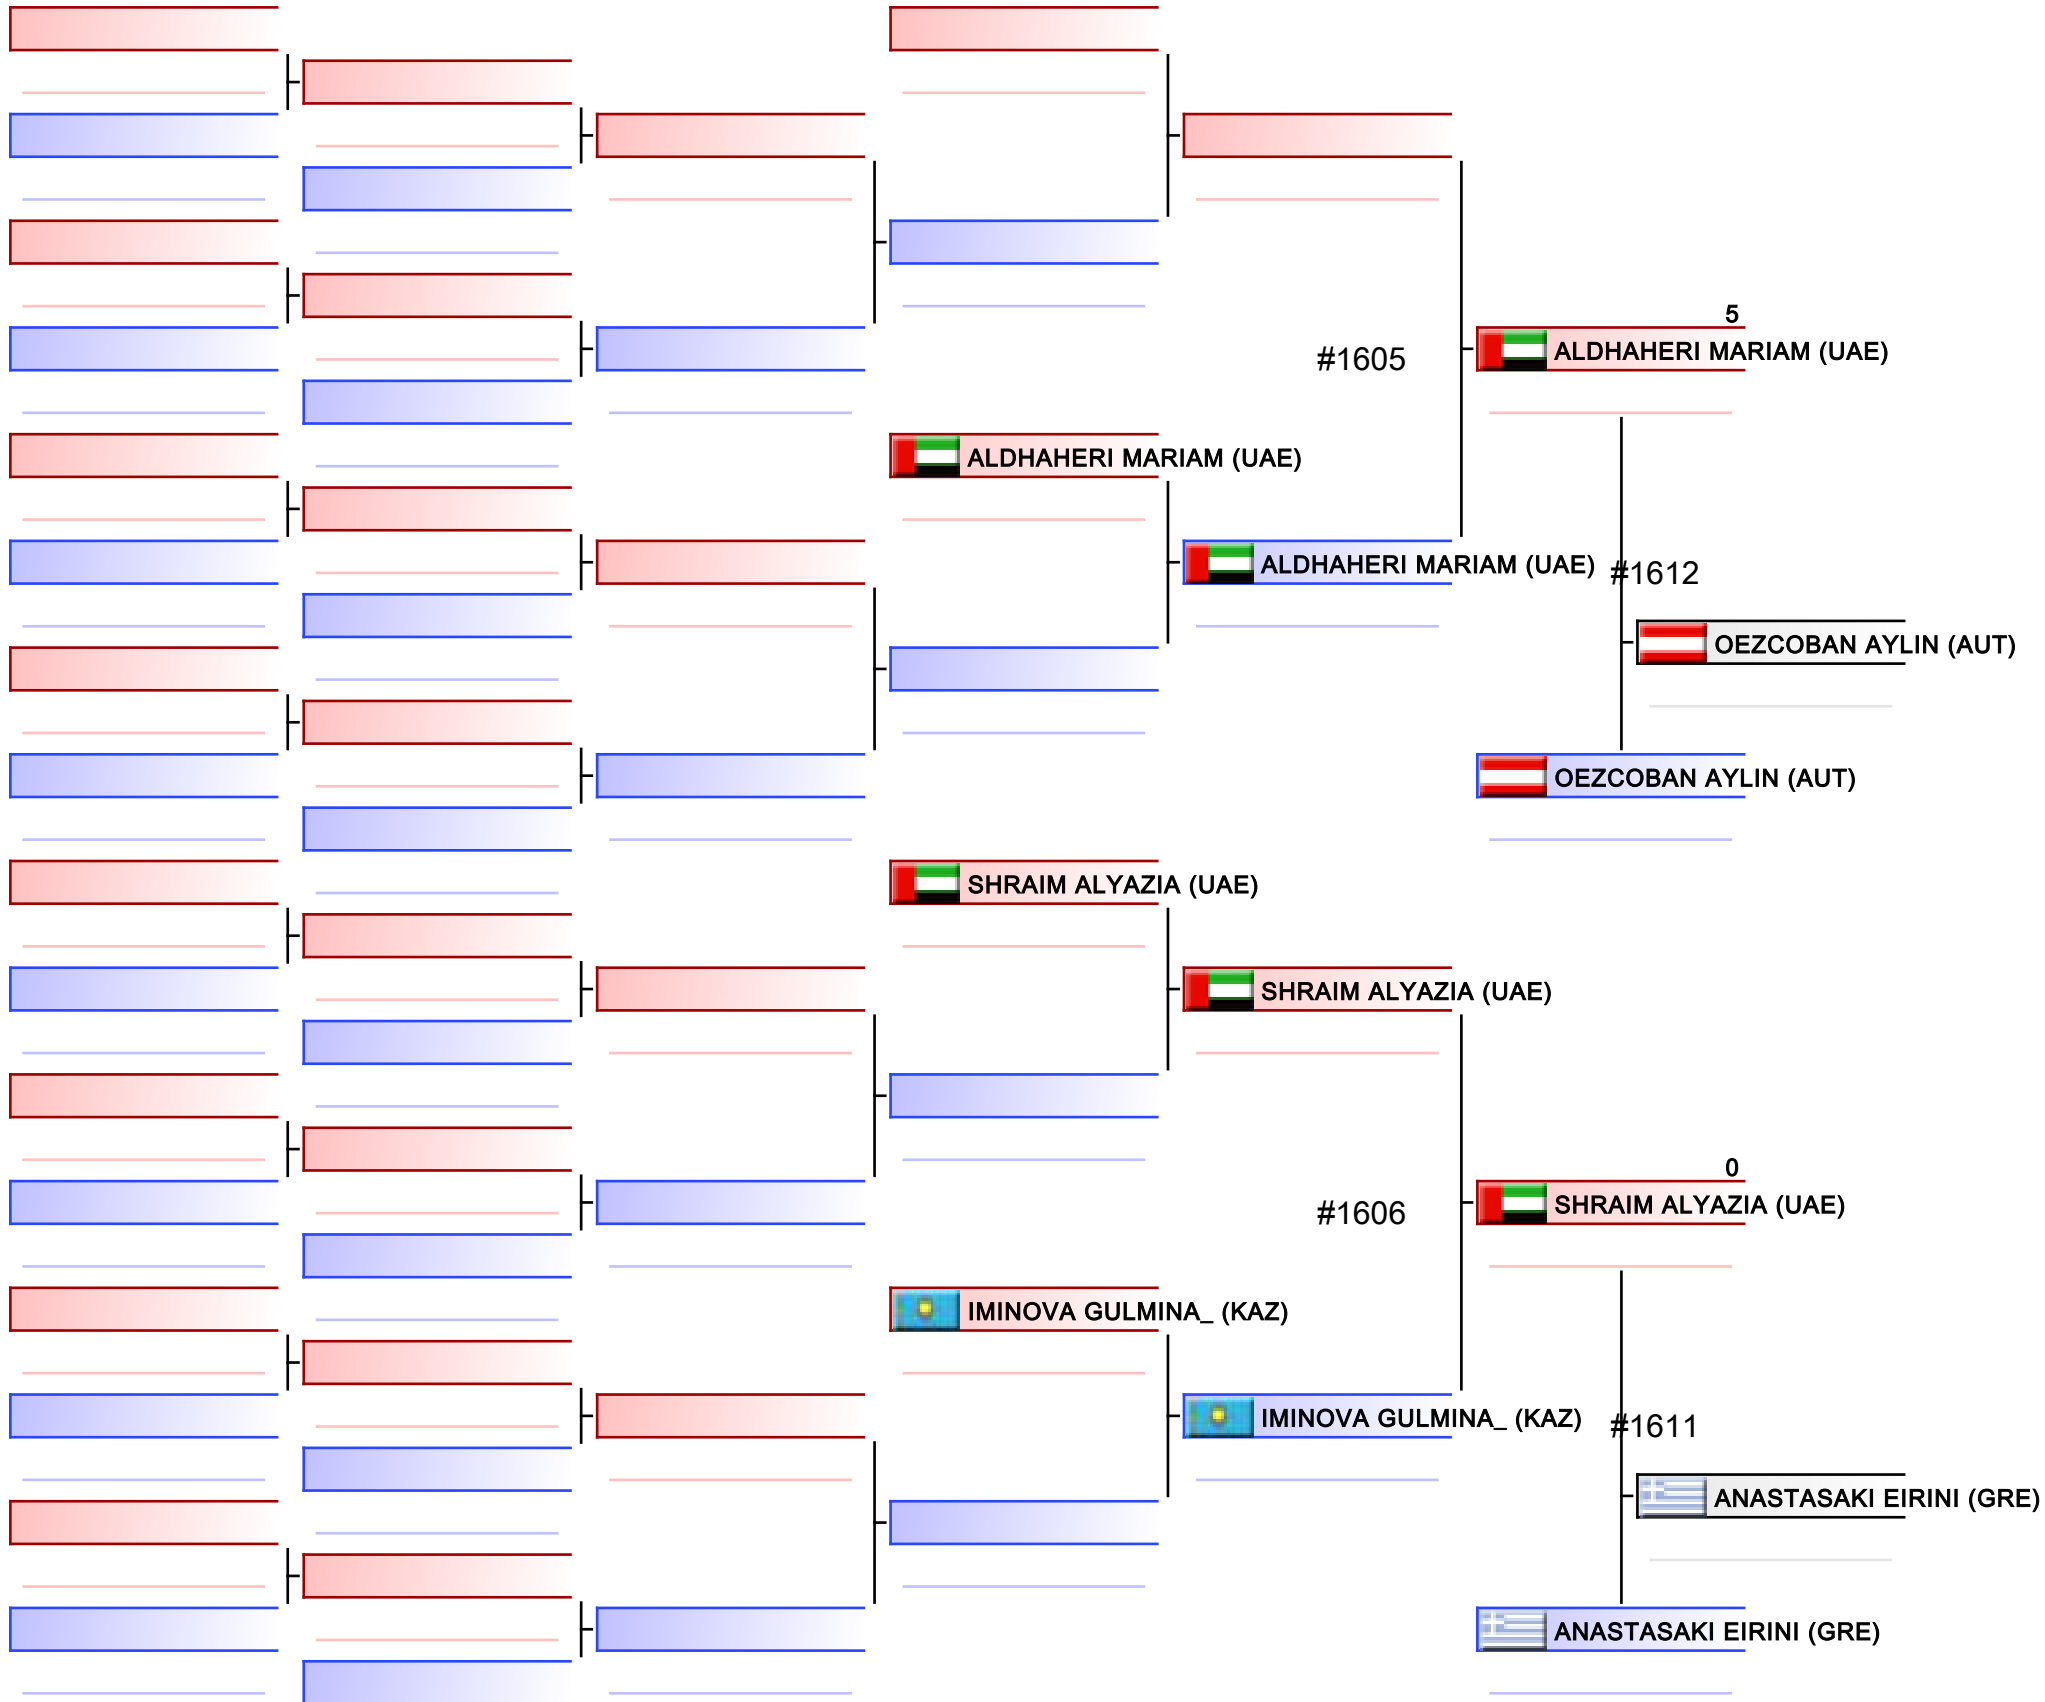 5
#1605
ALDHAHERI MARIAM (UAE)
ALDHAHERI MARIAM (UAE)
ALDHAHERI MARIAM (UAE)
#1612
OEZCOBAN AYLIN (AUT)
OEZCOBAN AYLIN (AUT)
SHRAIM ALYAZIA (UAE)
SHRAIM ALYAZIA (UAE)
0
#1606
SHRAIM ALYAZIA (UAE)
IMINOVA GULMINA_ (KAZ)
IMINOVA GULMINA_ (KAZ)
#1611
ANASTASAKI EIRINI (GRE)
ANASTASAKI EIRINI (GRE)